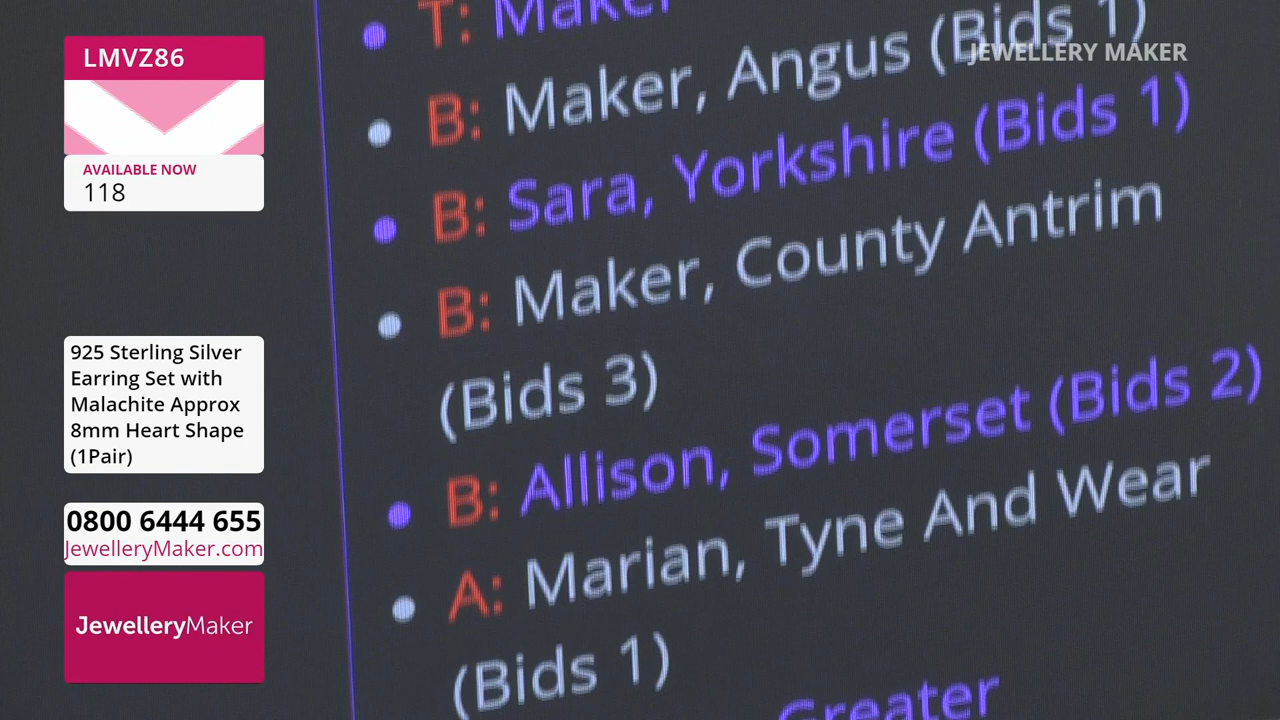 LMVZ86
AVAILABLE NOW
118
925 Sterling Silver
Earring Set with
Malachite Approx
8mm Heart Shape
(1Pair)
0800 6444 655
JewelleryMaker.com
JewelleryMaker
JEWELLERY MAKER
T: Maker
B: Maker, Angus (Bids 1)
B: Sara, Yorkshire (Bids 1)
B: Maker, County Antrim
(Bids 3)
B: Allison, Somerset (Bids 2)
A: Marian, Tyne And Wear
(Bids 1)
Greater